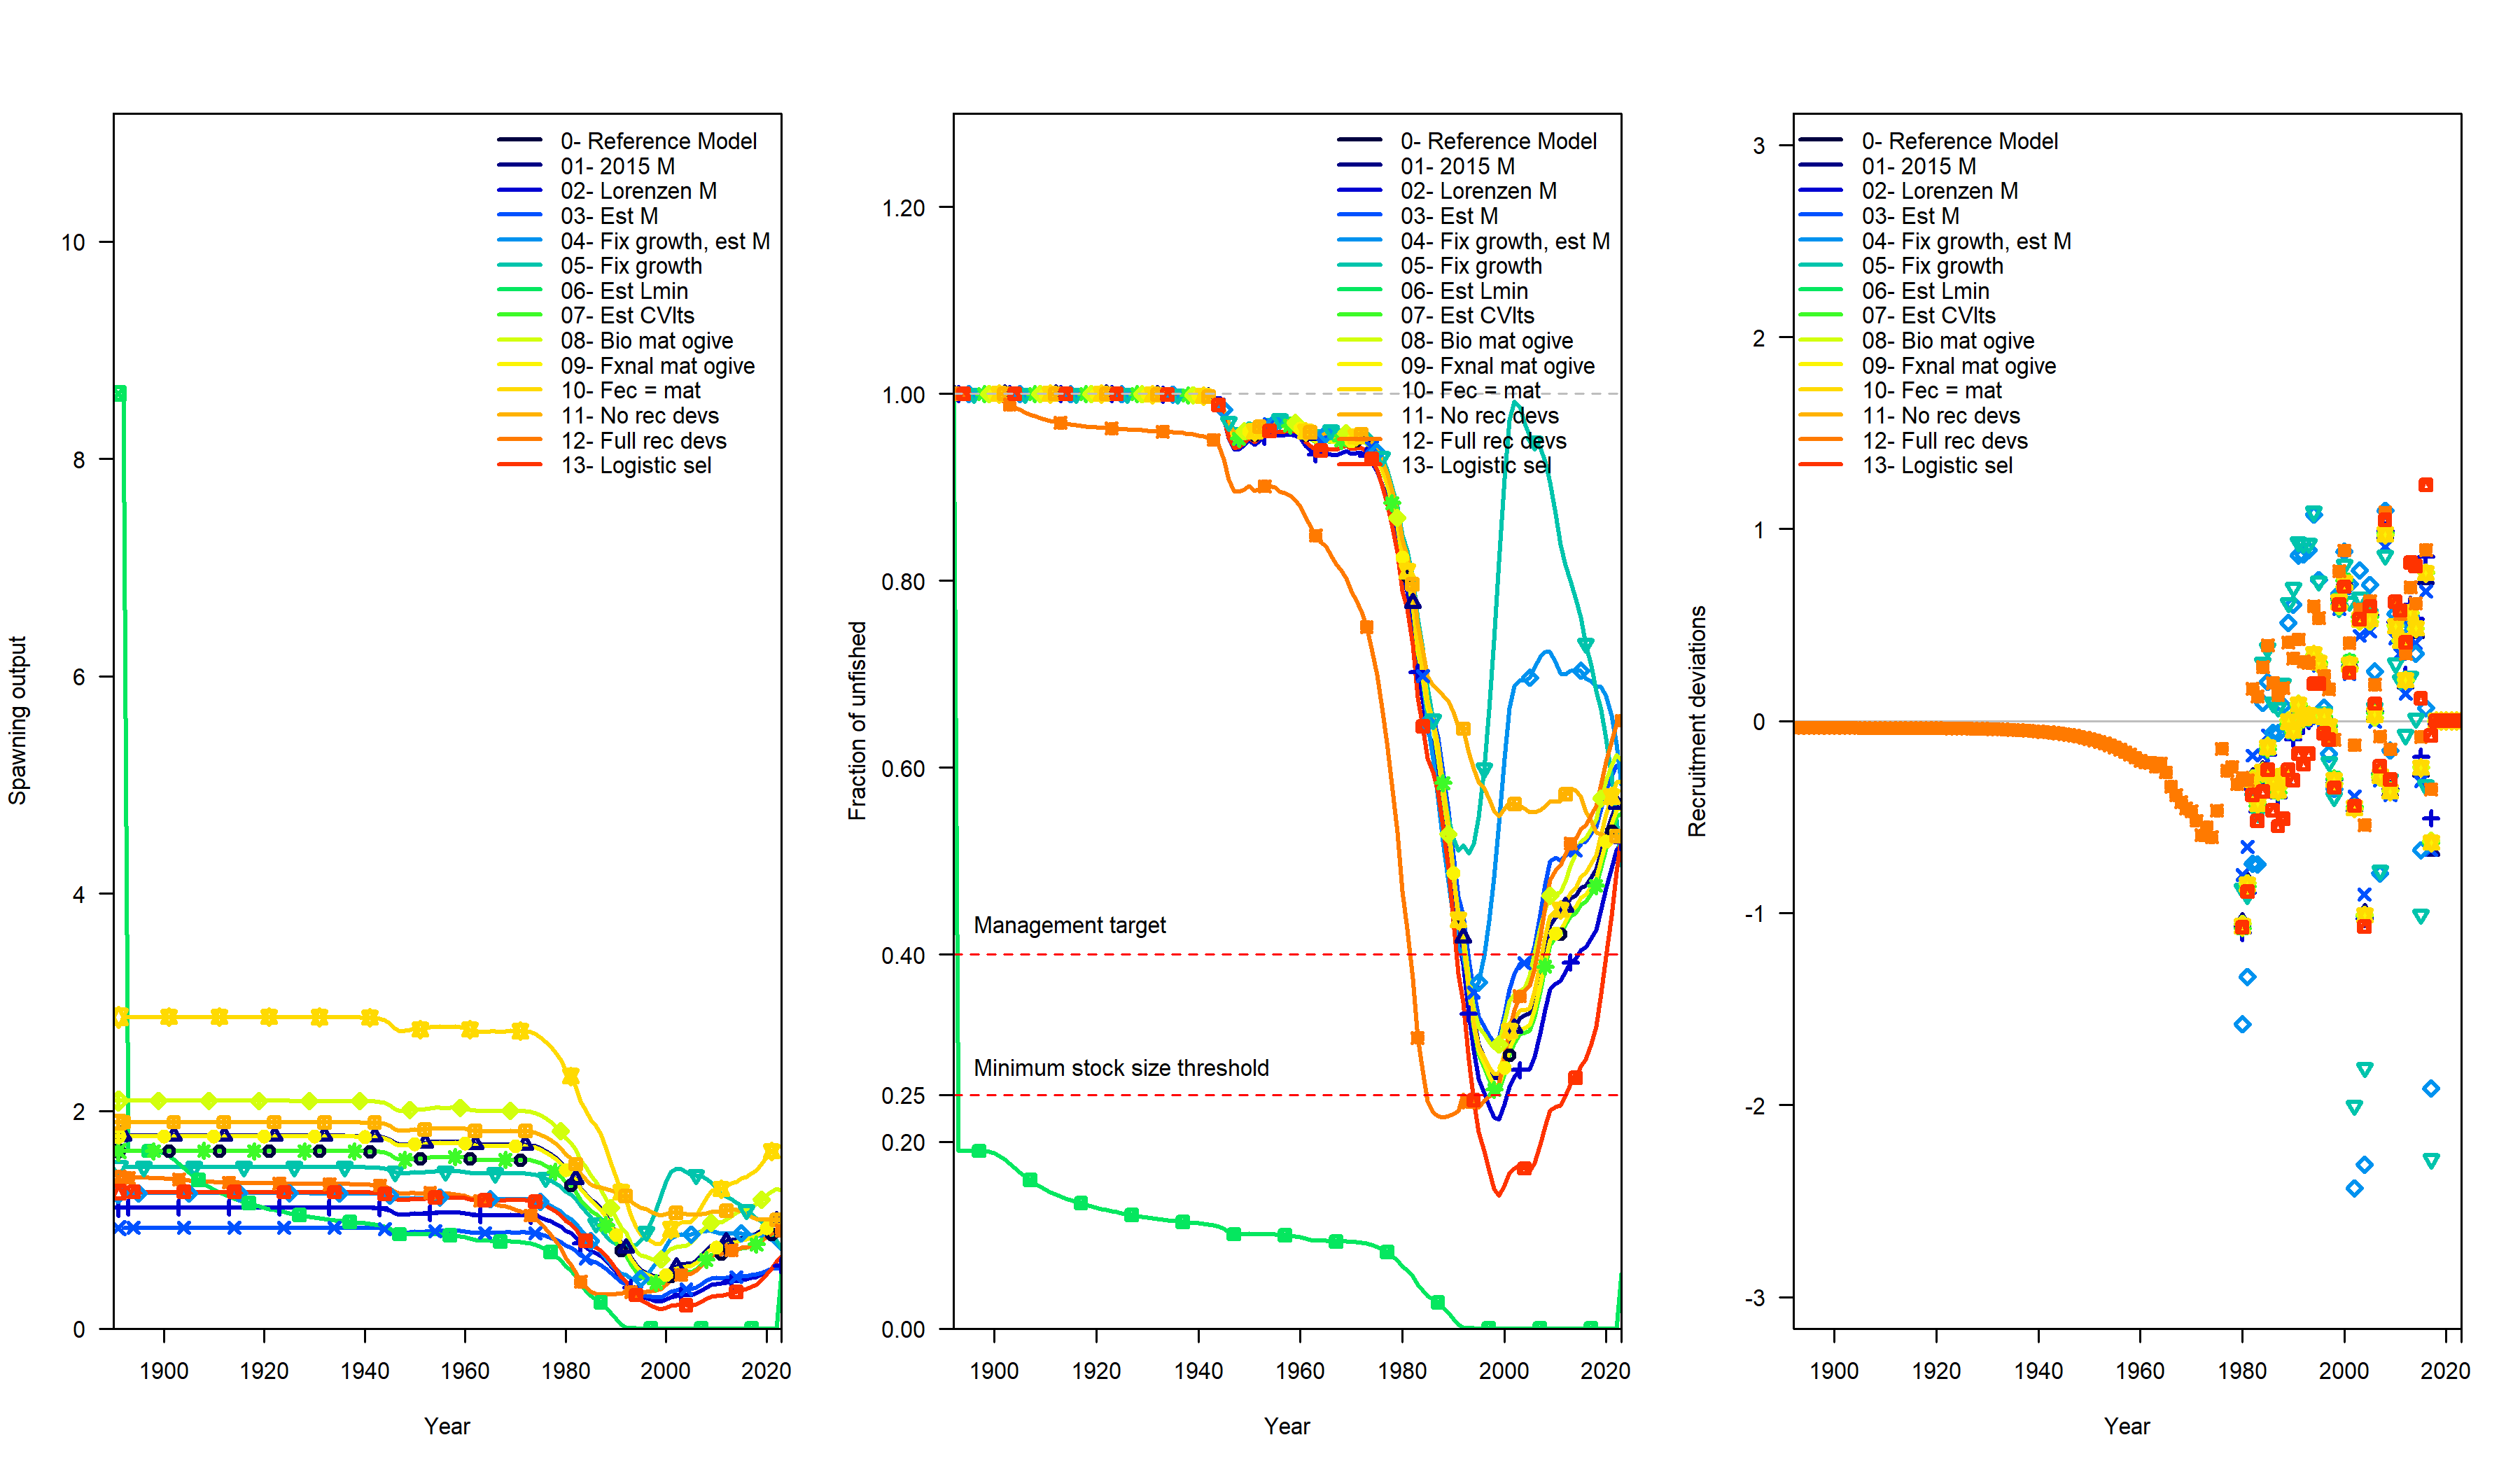 Spawning output
10
8
6
4
2
0
0- Reference Model
01- 2015 M
02- Lorenzen M
03- Est M
04- Fix growth, est M
05- Fix growth
06- Est Lmin
07- Est CVlts
08- Bio mat ogive
09- Fxnal mat ogive
10- Fec = mat
11- No rec devs
12- Full rec devs
13- Logistic sel
1900 1920 1940 1960 1980 2000 2020
Year
Fraction of unfished
1.20
1.00
0.80
0.60
0.40
0.25
0.20
0.00
0- Reference Model
01- 2015 M
02- Lorenzen M
03- Est M
04- Fix growth, est M
05- Fix growth
06- Est Lmin
07- Est CVlts
08- Bio mat ogive
09- Fxnal mat ogive
10- Fec = mat
11- No rec devs
12- Full rec devs
13- Logistic sel
Management target
Minimum stock size threshold
1900 1920 1940 1960 1980 2000 2020
Year
Recruitment deviations
3
2
1
0
-1
-2
-3
0- Reference Model
01- 2015 M
02- Lorenzen M
03- Est M
04- Fix growth, est M
05- Fix growth
06- Est Lmin
07- Est CVlts
08- Bio mat ogive
09- Fxnal mat ogive
10- Fec = mat
11- No rec devs
12- Full rec devs
13- Logistic sel
1900 1920 1940 1960 1980 2000 2020
Year